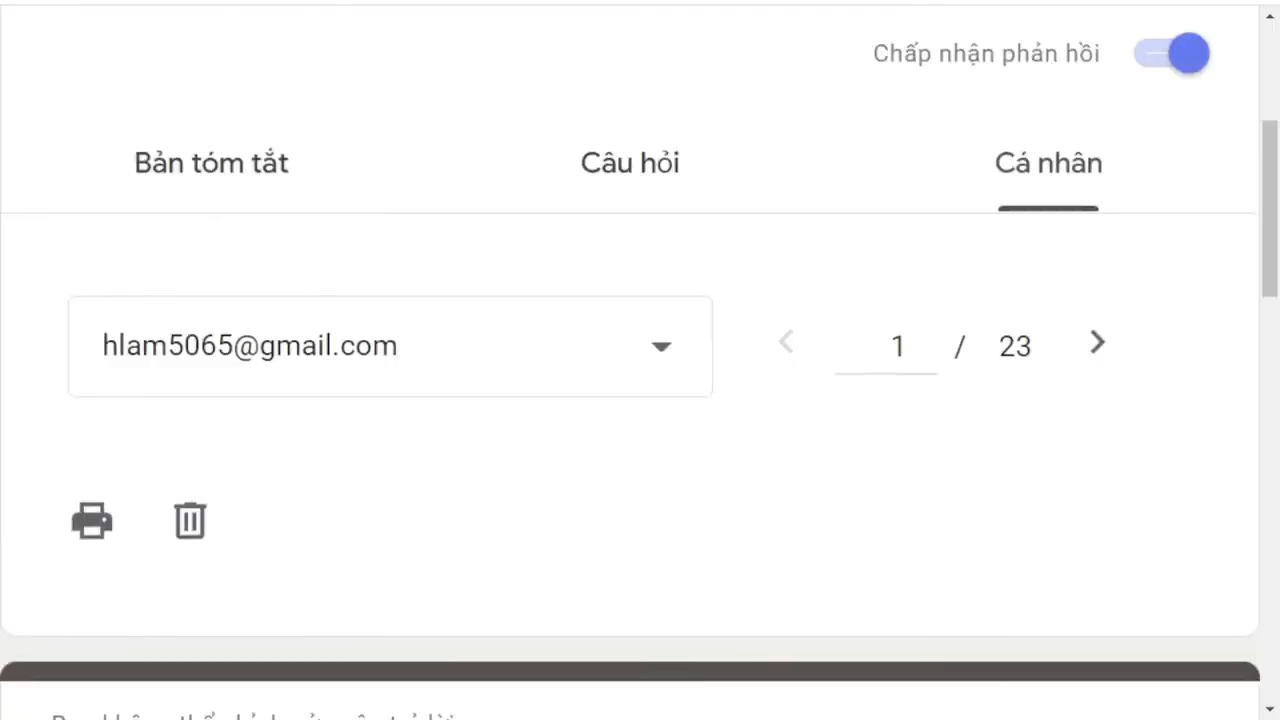 Chấp nhận phản hồi
Bản tóm tắt
Câu hỏi
Cá nhân
hlam5065@gmail.com
1 / 23